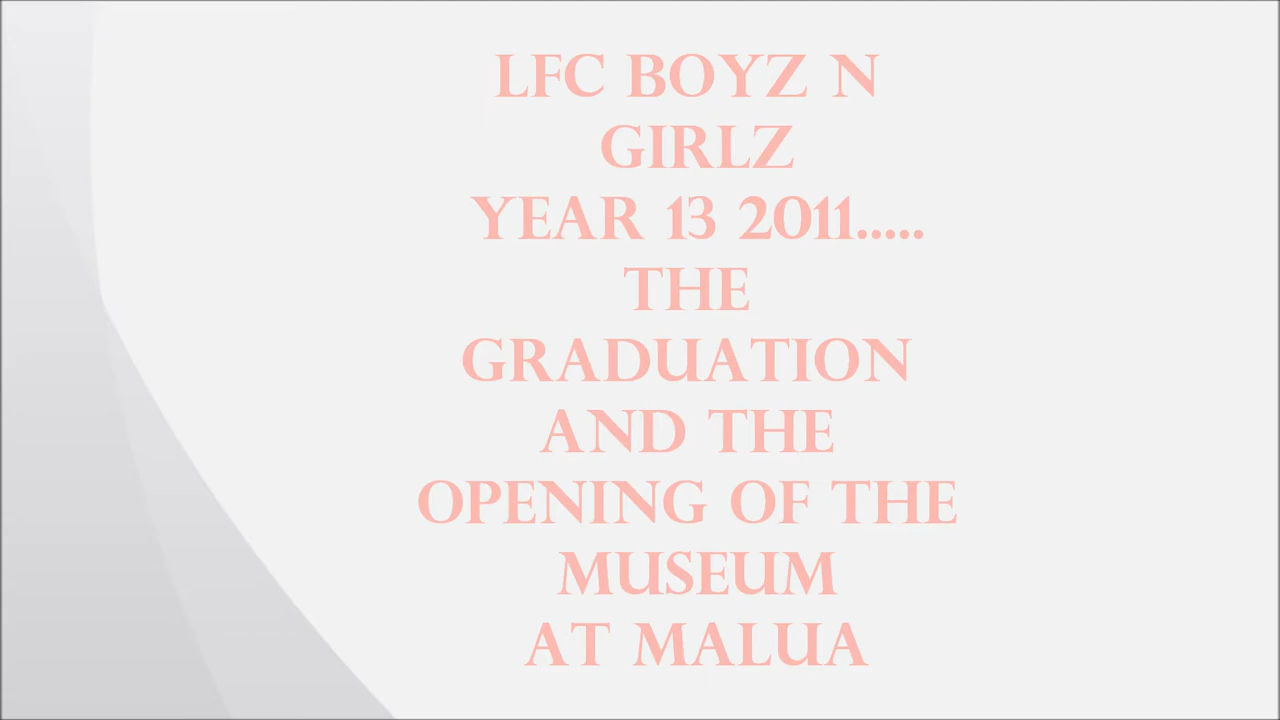 LFC BOYZ N
GIRLZ
YEAR 13 2011.....
THE
GRADUATION
AND THE
OPENING OF THE
MUSEUM
AT MALUA